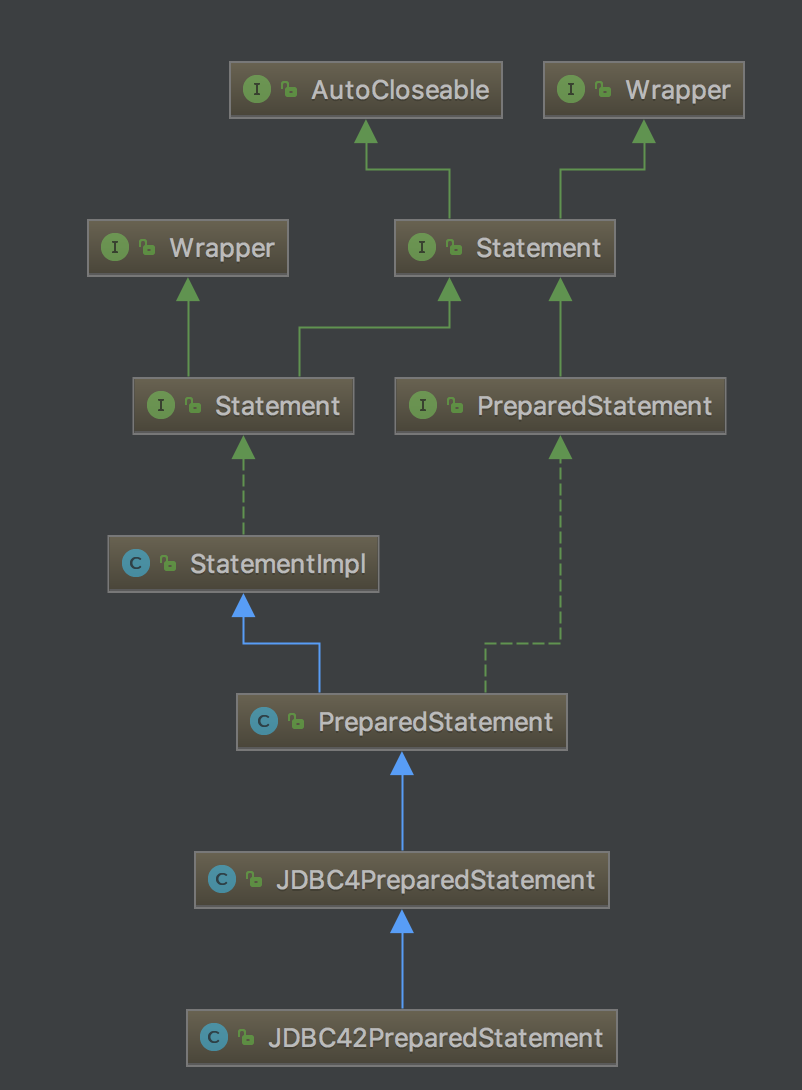 I AutoCloseable
I Wrapper
I Wrapper
I Statement
I Statement
I PreparedStatement
C StatementImpl
C PreparedStatement
C JDBC4PreparedStatement
C JDBC42PreparedStatement